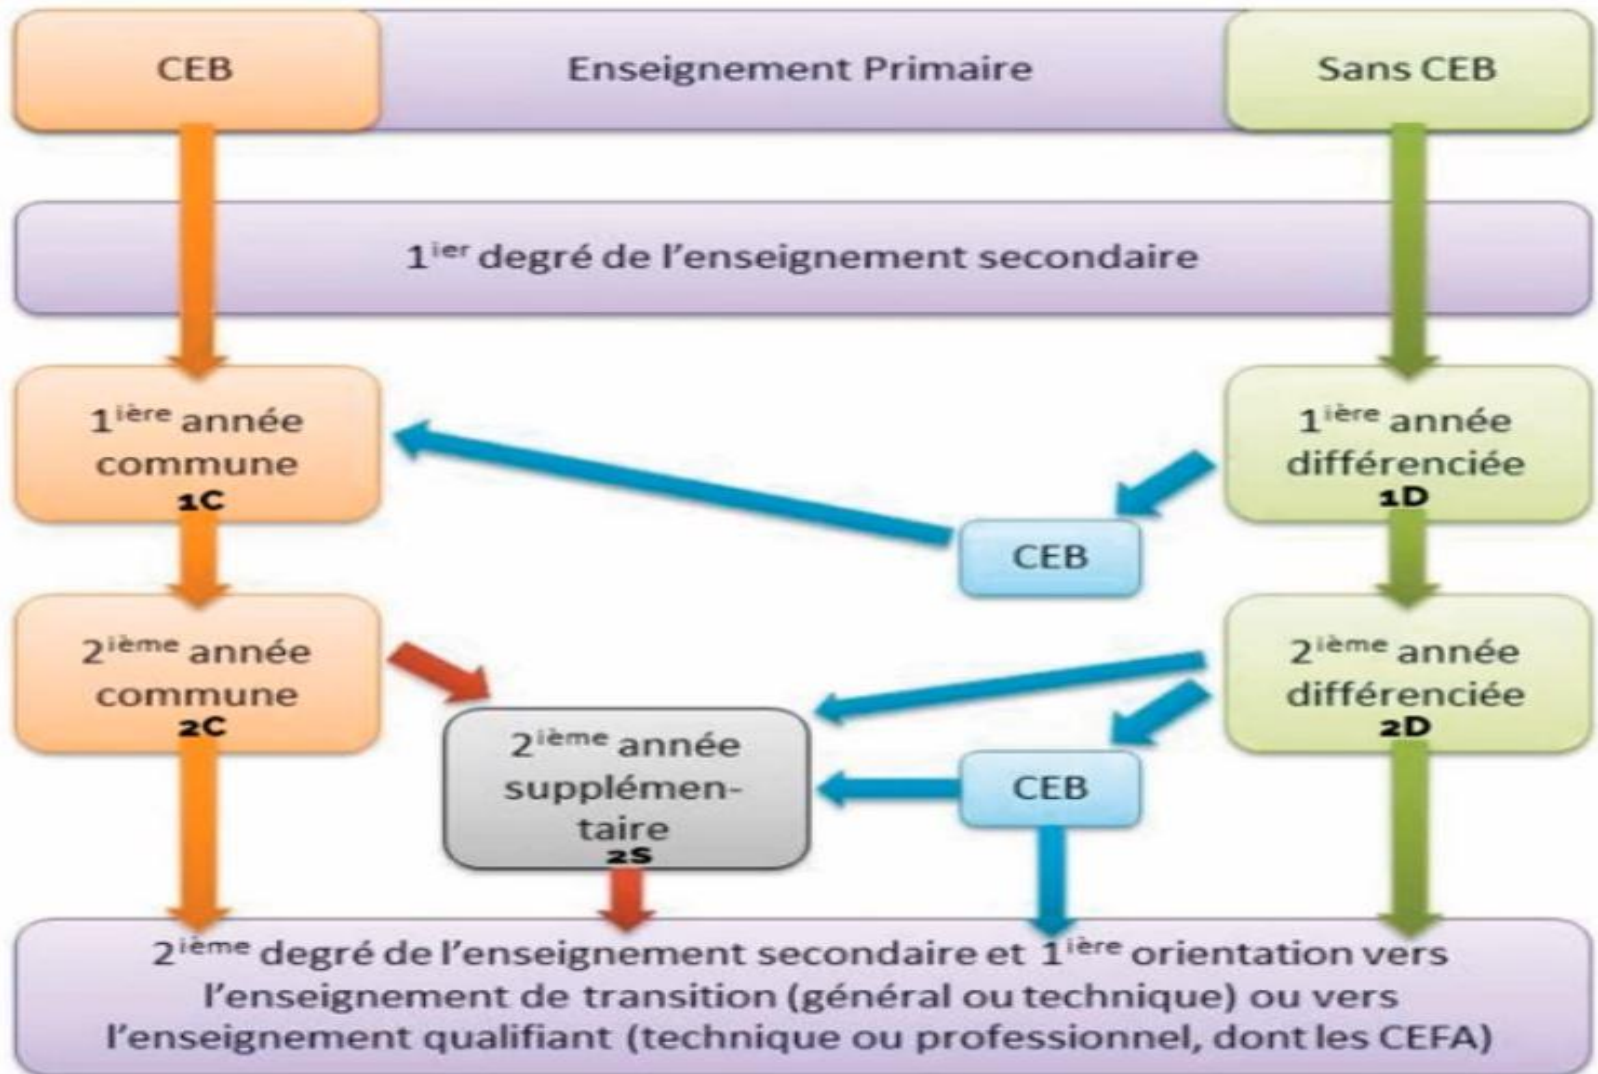 CEB
Enseignement Primaire
Sans CEB
1ier degré de l'enseignement secondaire
1ière année
commune
1C
1ière année
différenciée
1D
CEB
2ième année
commune
2C
2ième année
différenciée
2D
2ième année
supplémen-
taire
2S
CEB
2ième degré de l'enseignement secondaire et 1ière orientation vers
l'enseignement de transition (général ou technique) ou vers
l'enseignement qualifiant (technique ou professionnel, dont les CEFA)